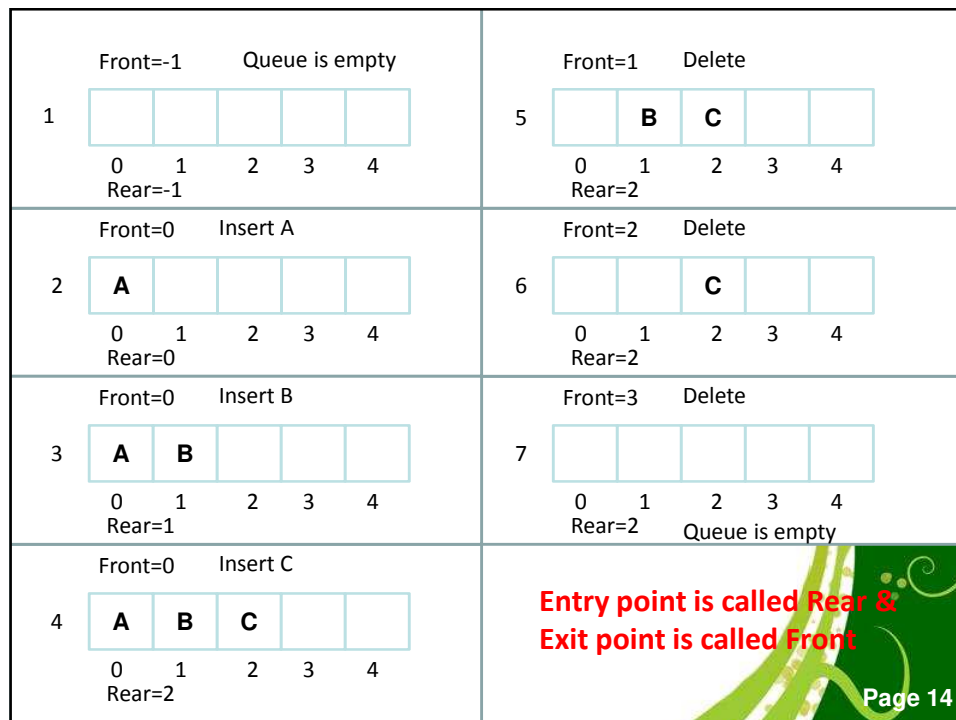 Front=-1 Queue is empty
1
0 1 2 3 4
Rear=-1
Front=0 Insert A
2 A
0 1 2 3 4
Rear=0
Front=0 Insert B
3 A B
0 1 2 3 4
Rear=1
Front=0 Insert C
4 A B C
0 1 2 3 4
Rear=2
Front=1 Delete
5 B C
0 1 2 3 4
Rear=2
Front=2 Delete
6 C
0 1 2 3 4
Rear=2
Front=3 Delete
7
0 1 2 3 4
Rear=2 Queue is empty
Entry point is called Rear &
Exit point is called Front
Page 14